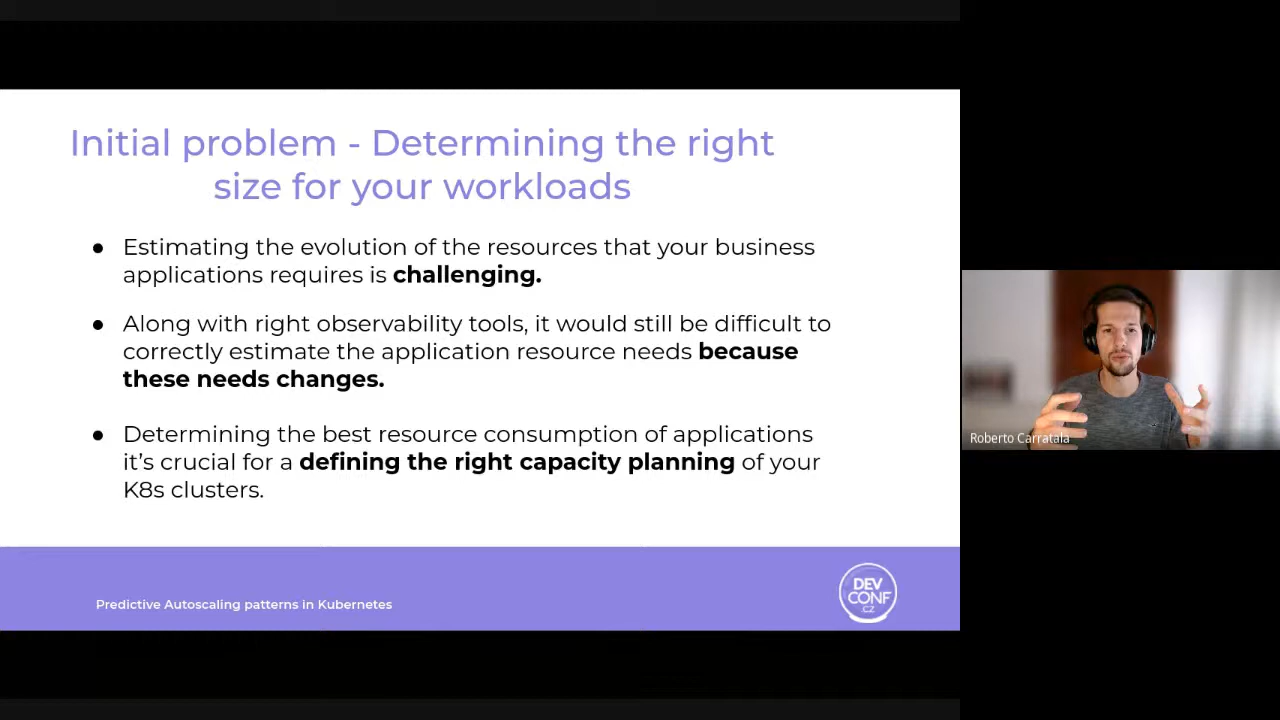 Initial problem - Determining the right
size for your workloads
● Estimating the evolution of the resources that your business
applications requires is challenging.
● Along with right observability tools, it would still be difficult to
correctly estimate the application resource needs because
these needs changes.
● Determining the best resource consumption of applications
it's crucial for a defining the right capacity planning of your
K8s clusters.
Predictive Autoscaling patterns in Kubernetes
DEV
CONF
.CZ
Roberto Carratala